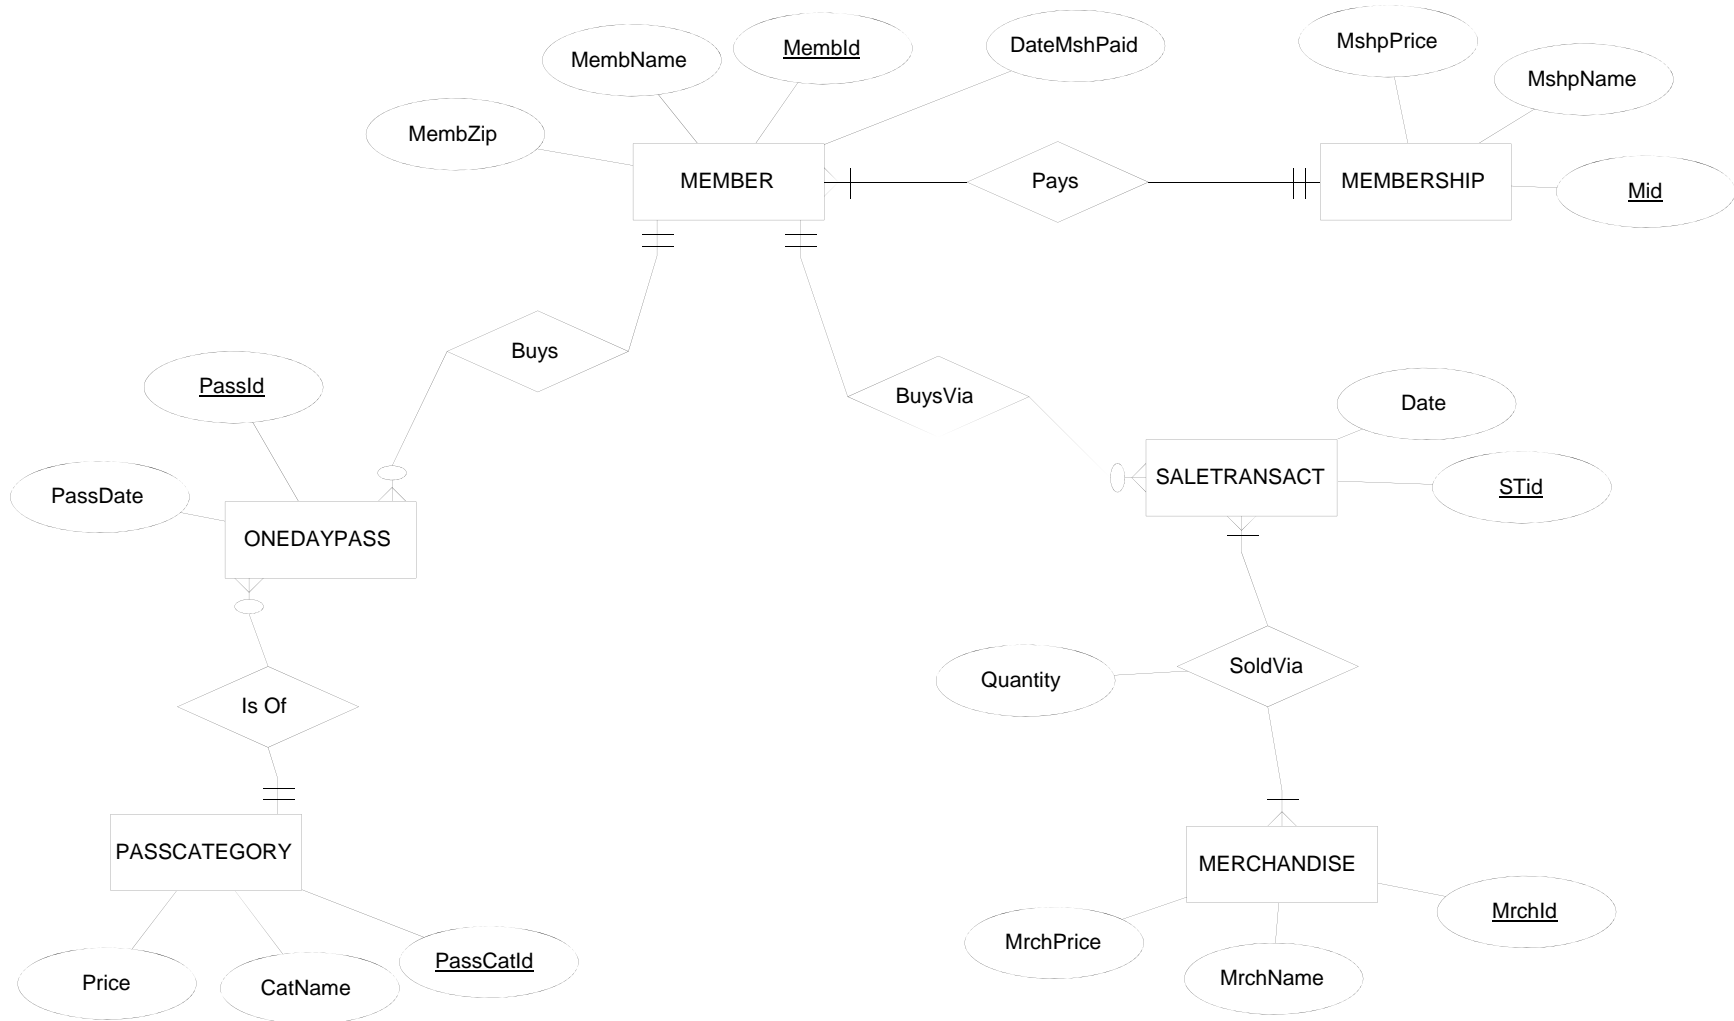 MshpPrice
DateMshPaid
MembId
MembName
MshpName
MembZip
MEMBER
Pays
MEMBERSHIP
Mid
Buys
PassId
BuysVia
Date
SALETRANSACT
STid
PassDate
ONEDAYPASS
SoldVia
Quantity
Is Of
PASSCATEGORY
MERCHANDISE
MrchId
MrchPrice
PassCatId
MrchName
Price
CatName